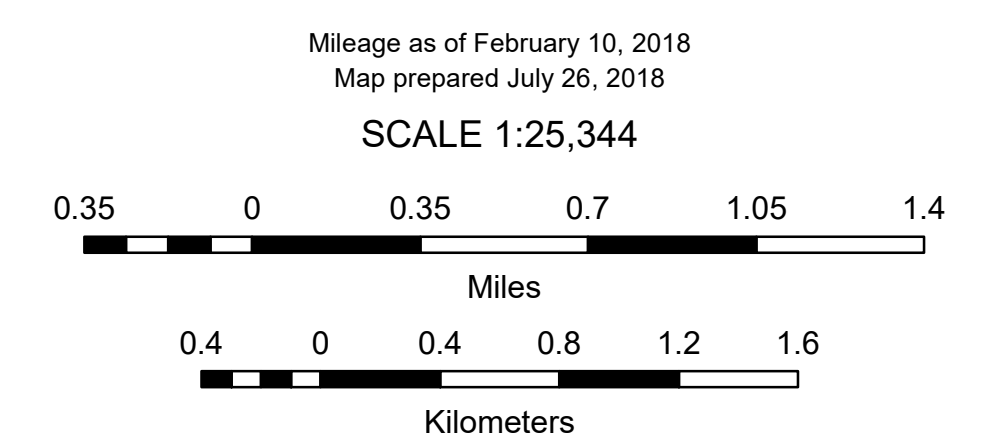 Mileage as of February 10, 2018
Map prepared July 26, 2018
SCALE 1:25,344
0.35 0 0.35 0.7 1.05 1.4
Miles
0.4 0 0.4 0.8 1.2 1.6
Kilometers